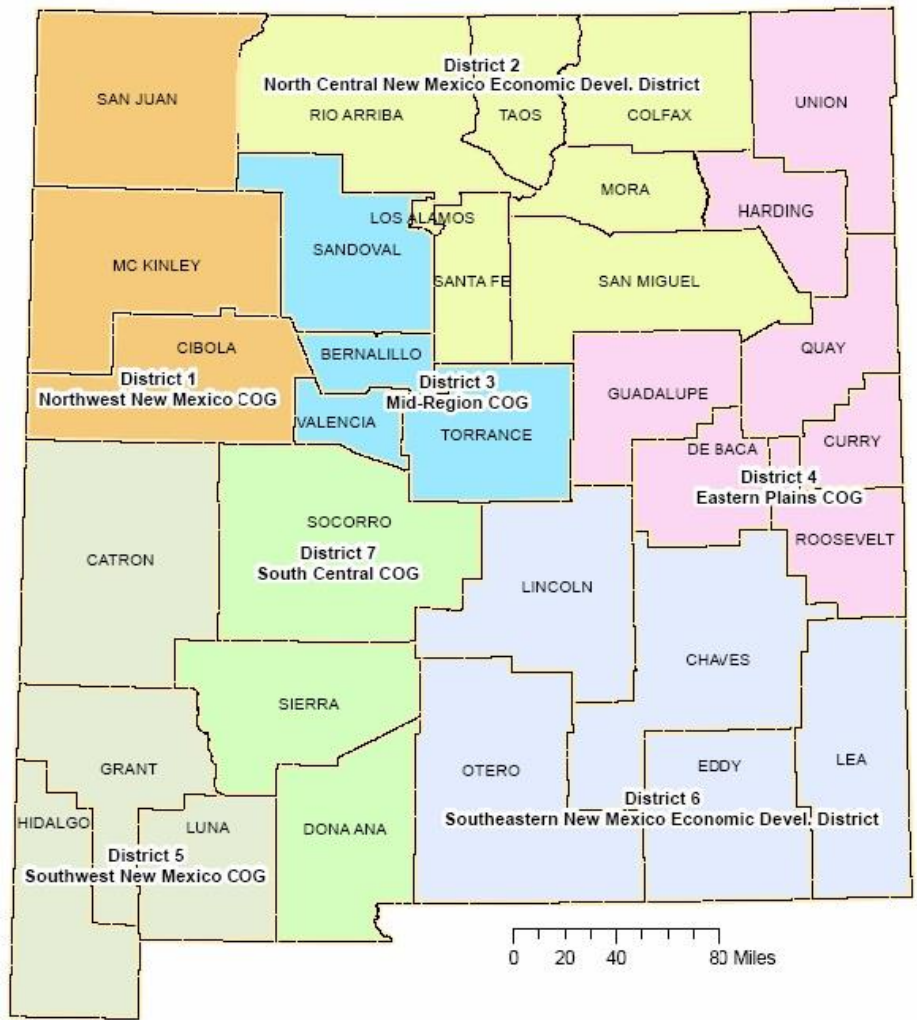 District 2
North Central New Mexico Economic Devel. District
SAN JUAN
RIO ARRIBA
TAOS
COLFAX
UNION
MORA
HARDING
LOS ALAMOS
SANDOVAL
MC KINLEY
SANTA FE
SAN MIGUEL
CIBOLA
BERNALILLO
QUAY
District 1
Northwest New Mexico COG
District 3
Mid-Region COG
GUADALUPE
VALENCIA
TORRANCE
DE BACA
CURRY
District 4
Eastern Plains COG
SOCORRO
ROOSEVELT
District 7
South Central COG
CATRON
LINCOLN
CHAVES
SIERRA
GRANT
OTERO
EDDY
LEA
District 6
Southeastern New Mexico Economic Devel. District
HIDALGO
LUNA
DONA ANA
District 5
Southwest New Mexico COG
0 20 40 80 Miles